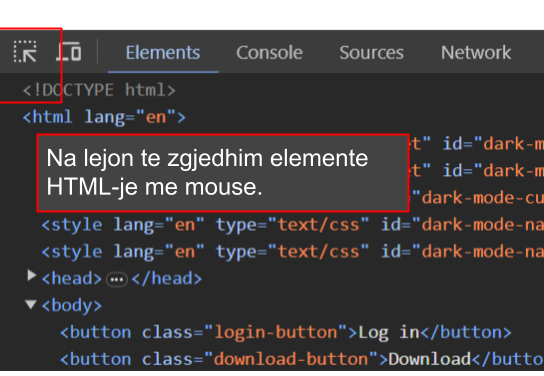 Elements Console Sources Network
<!DOCTYPE html>
<html lang="en">
t" id="dark-m
Na lejon te zgjedhim elemente
t" id="dark-m
HTML-je me mouse.
"dark-mode-cu
<style lang="en" type="text/css" id="dark-mode-na
<style lang="en" type="text/css" id="dark-mode-na
<head> ⋯ </head>
<body>
<button class="login-button">Log in</button>
<button class="download-button">Download</butto